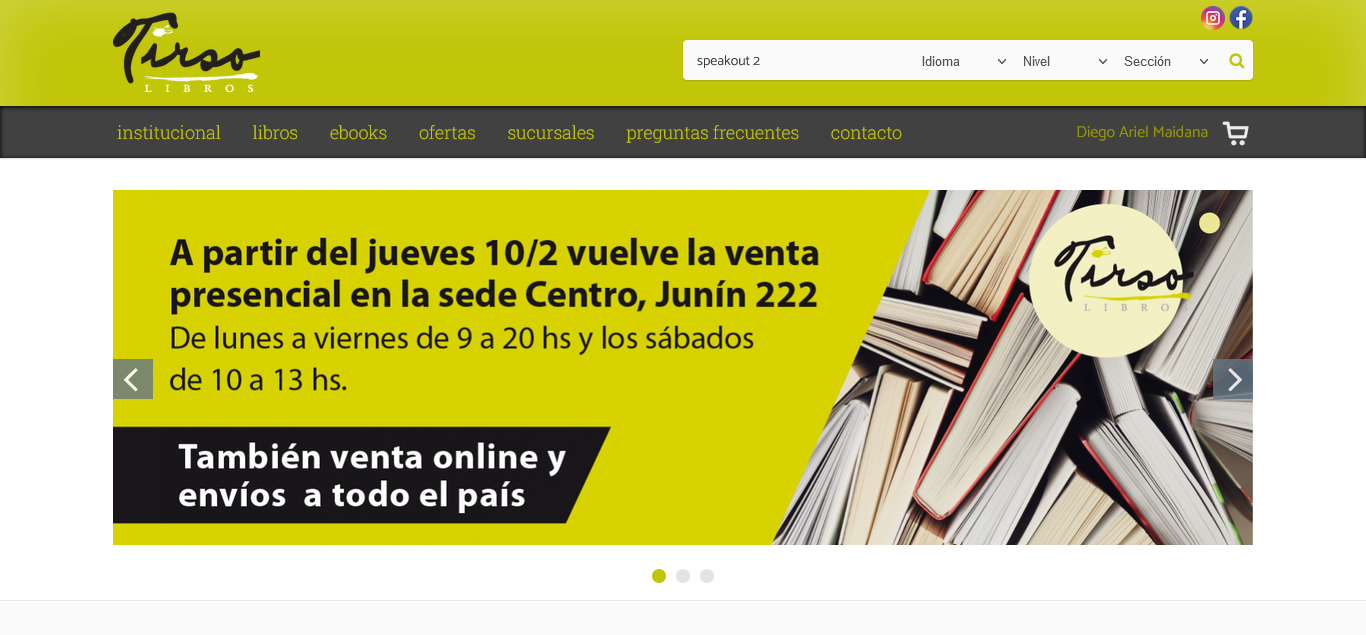 Tirso
LIBROS
speakout 2
Idioma
Nivel
Sección
institucional
libros
ebooks
ofertas
sucursales
preguntas frecuentes
contacto
Diego Ariel Maidana
A partir del jueves 10/2 vuelve la venta
presencial en la sede Centro, Junín 222
De lunes a viernes de 9 a 20 hs y los sábados
de 10 a 13 hs.
También venta online y
envíos a todo el país
Tirso
LIBRO